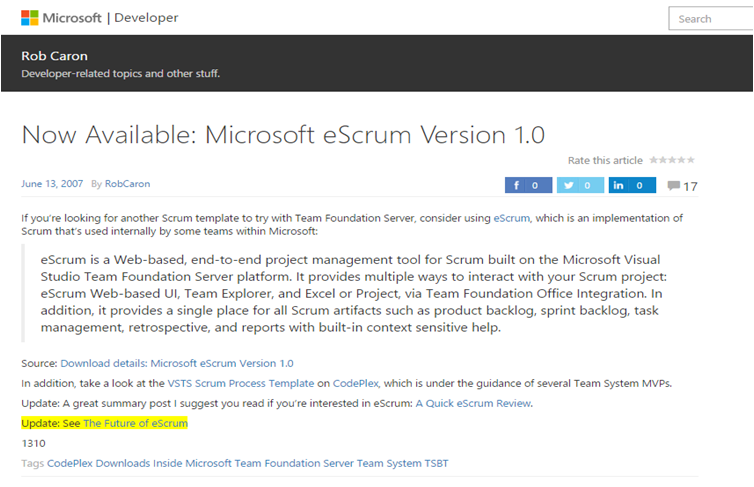 Microsoft | Developer
Search
Rob Caron
Developer-related topics and other stuff.
Now Available: Microsoft eScrum Version 1.0
Rate this article
June 13, 2007 By RobCaron
f 0
0
in 0
17
If you're looking for another Scrum template to try with Team Foundation Server, consider using eScrum, which is an implementation of
Scrum that's used internally by some teams within Microsoft:
eScrum is a Web-based, end-to-end project management tool for Scrum built on the Microsoft Visual
Studio Team Foundation Server platform. It provides multiple ways to interact with your Scrum project:
eScrum Web-based UI, Team Explorer, and Excel or Project, via Team Foundation Office Integration. In
addition, it provides a single place for all Scrum artifacts such as product backlog, sprint backlog, task
management, retrospective, and reports with built-in context sensitive help.
Source: Download details: Microsoft eScrum Version 1.0
In addition, take a look at the VSTS Scrum Process Template on CodePlex, which is under the guidance of several Team System MVPs.
Update: A great summary post I suggest you read if you're interested in eScrum: A Quick eScrum Review.
Update: See The Future of eScrum
1310
Tags CodePlex Downloads Inside Microsoft Team Foundation Server Team System TSBT